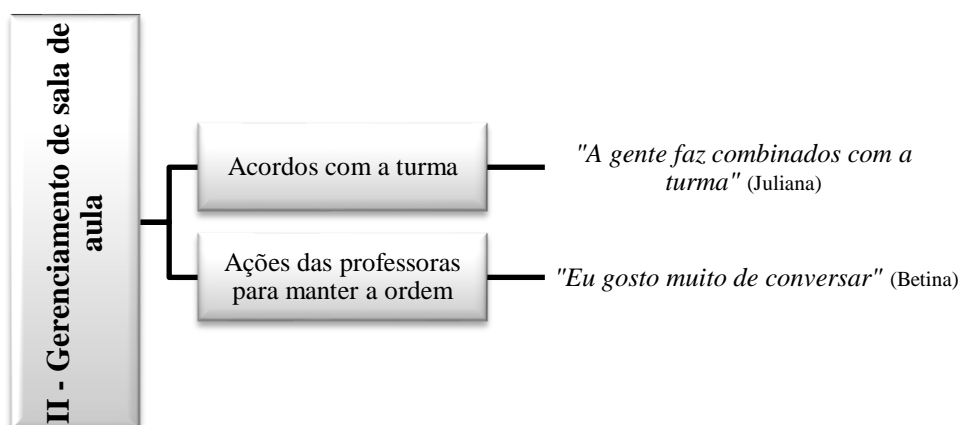 II - Gerenciamento de sala de
aula
Acordos com a turma
"A gente faz combinados com a
turma" (Juliana)
Ações das professoras
para manter a ordem
"Eu gosto muito de conversar" (Betina)